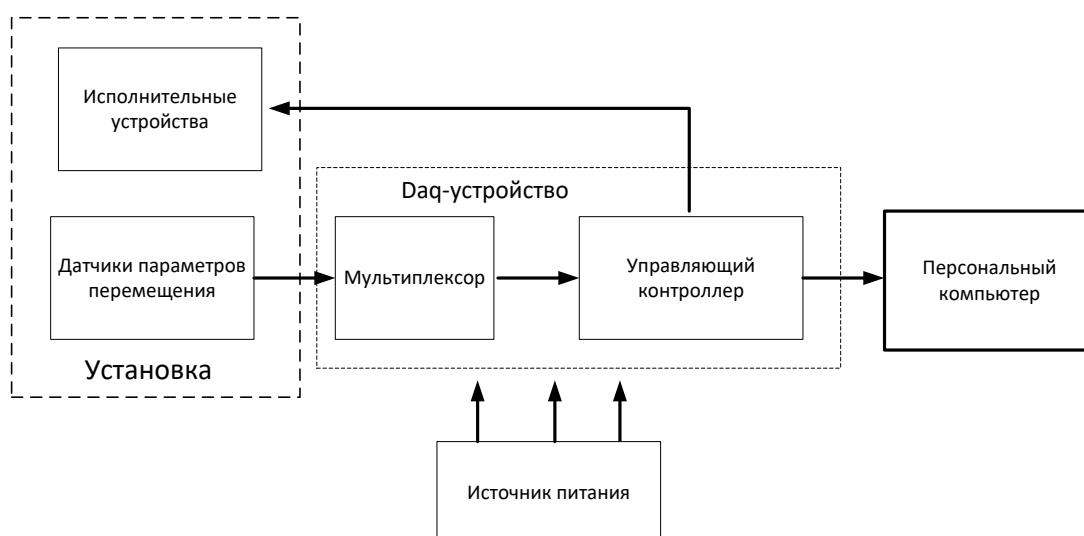 Исполнительные
устройства
Daq-устройство
Датчики параметров
перемещения
Мультиплексор
Управляющий
контроллер
Персональный
компьютер
Установка
Источник питания